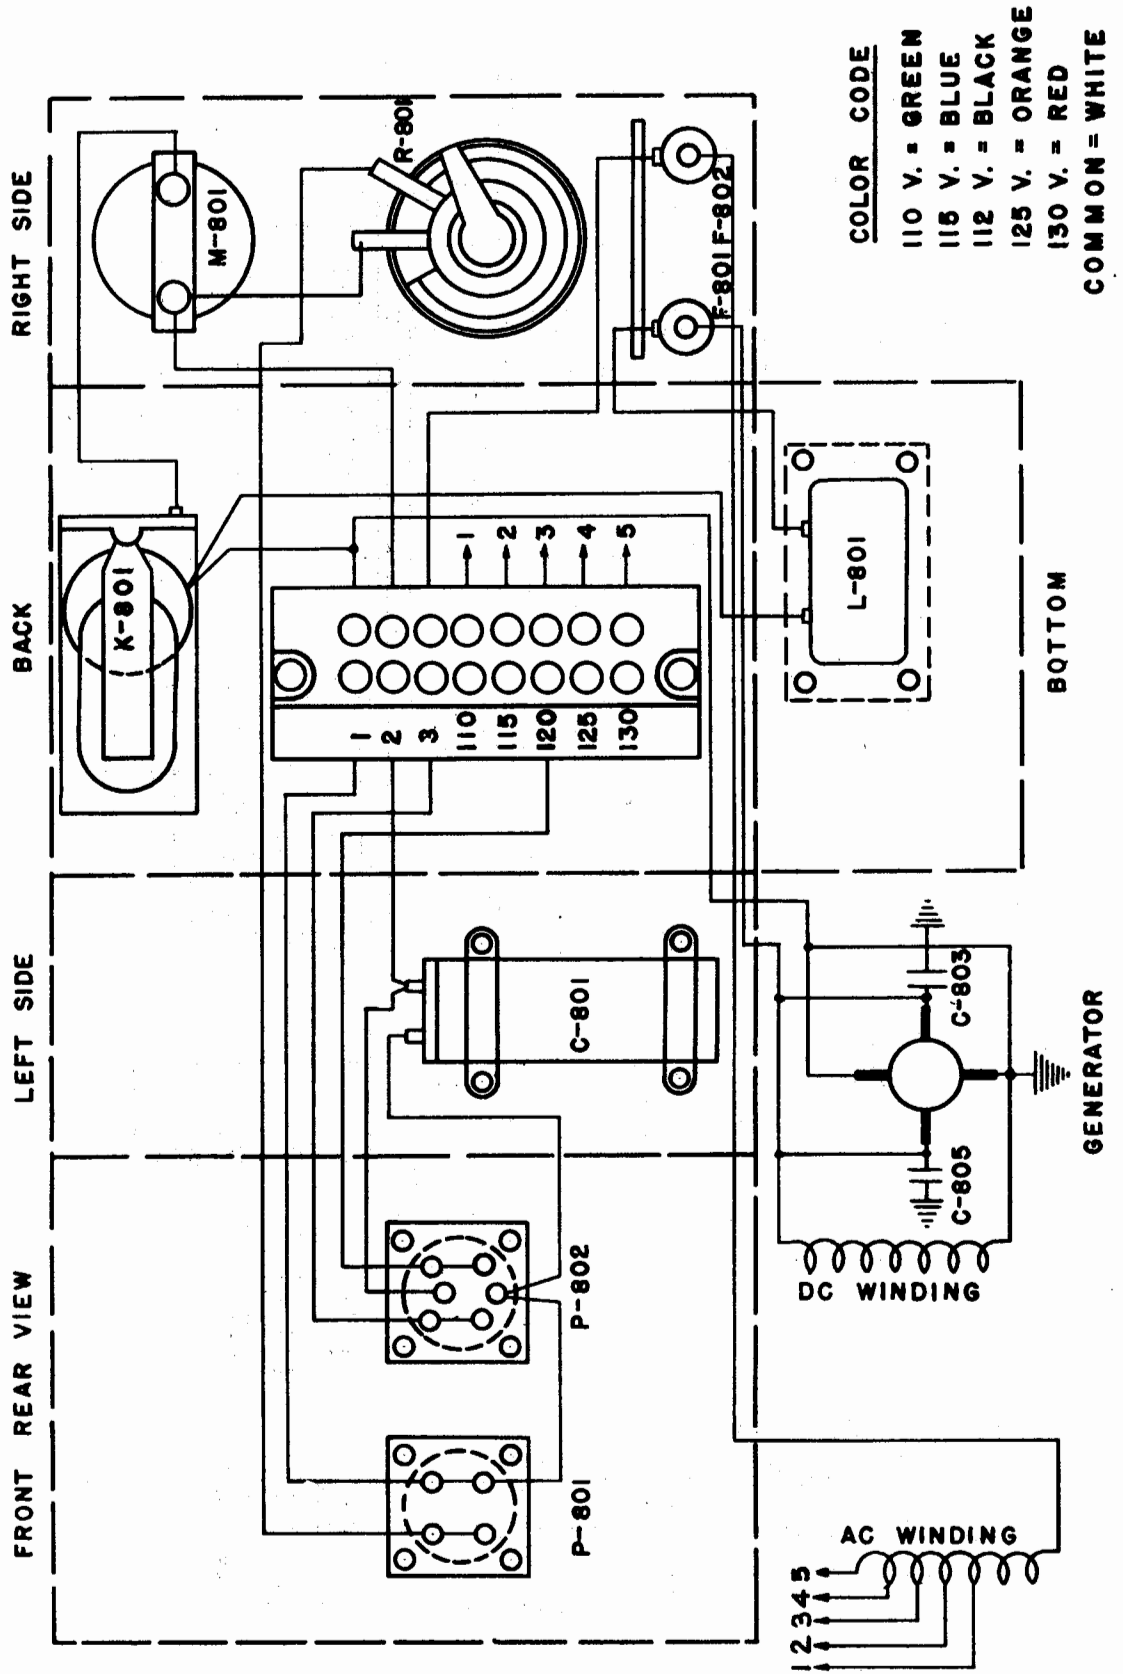 FRONT REAR VIEW
LEFT SIDE
BACK
RIGHT SIDE
K-801
M-801
R-801
1
2
3
110
115
120
125
130
1
2
3
4
5
F-801 F-802
C-801
P-801
P-802
L-801
BOTTOM
C-805
C-803
DC WINDING
GENERATOR
AC WINDING
1 2 3 4 5
COLOR CODE
110 V. = GREEN
115 V. = BLUE
112 V. = BLACK
125 V. = ORANGE
130 V. = RED
COMMON = WHITE